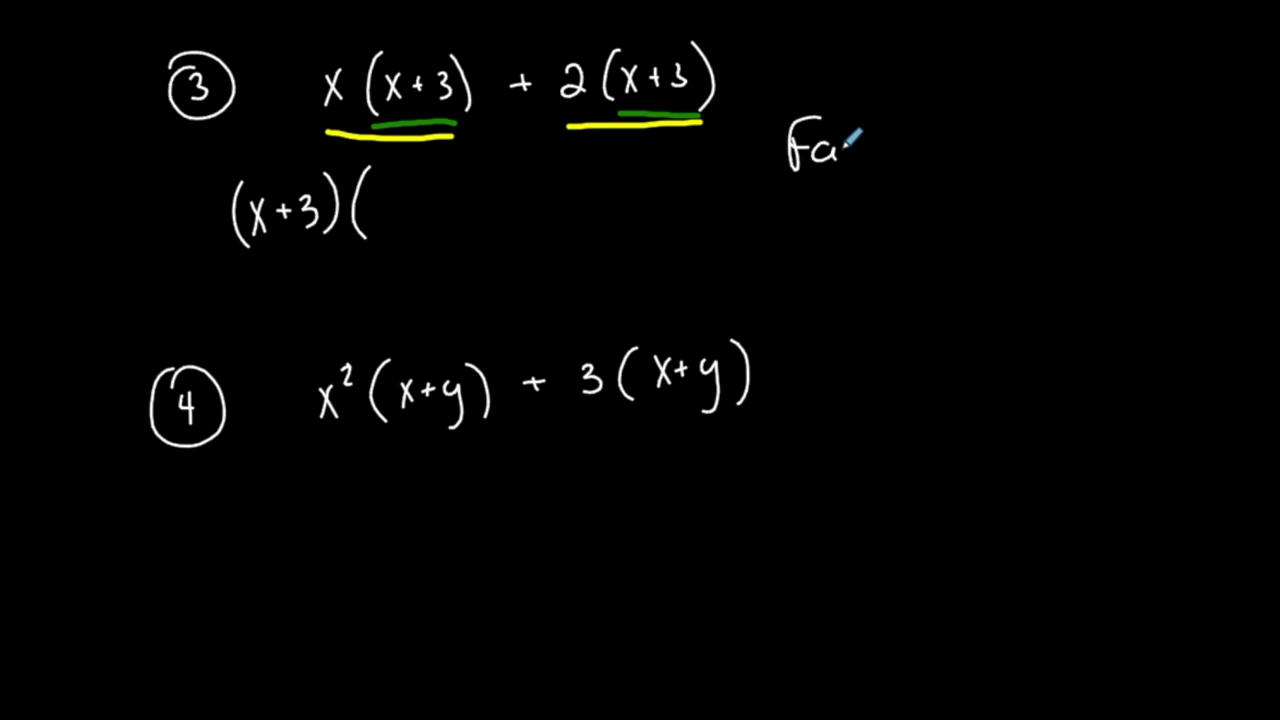 ③ x (x+3) + 2 (x+3)
Fa
(x+3)(
④ x² (x+y) + 3 (x+y)